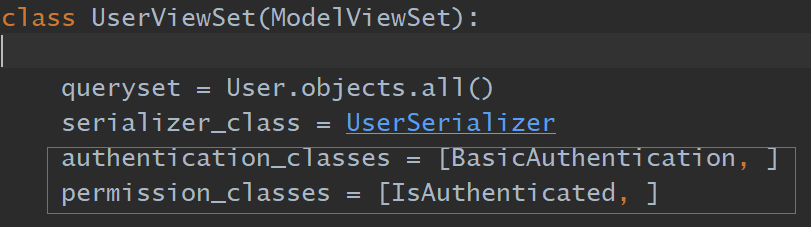 class UserViewSet(ModelViewSet):
queryset = User.objects.all()
serializer_class = UserSerializer
authentication_classes = [BasicAuthentication, ]
permission_classes = [IsAuthenticated, ]